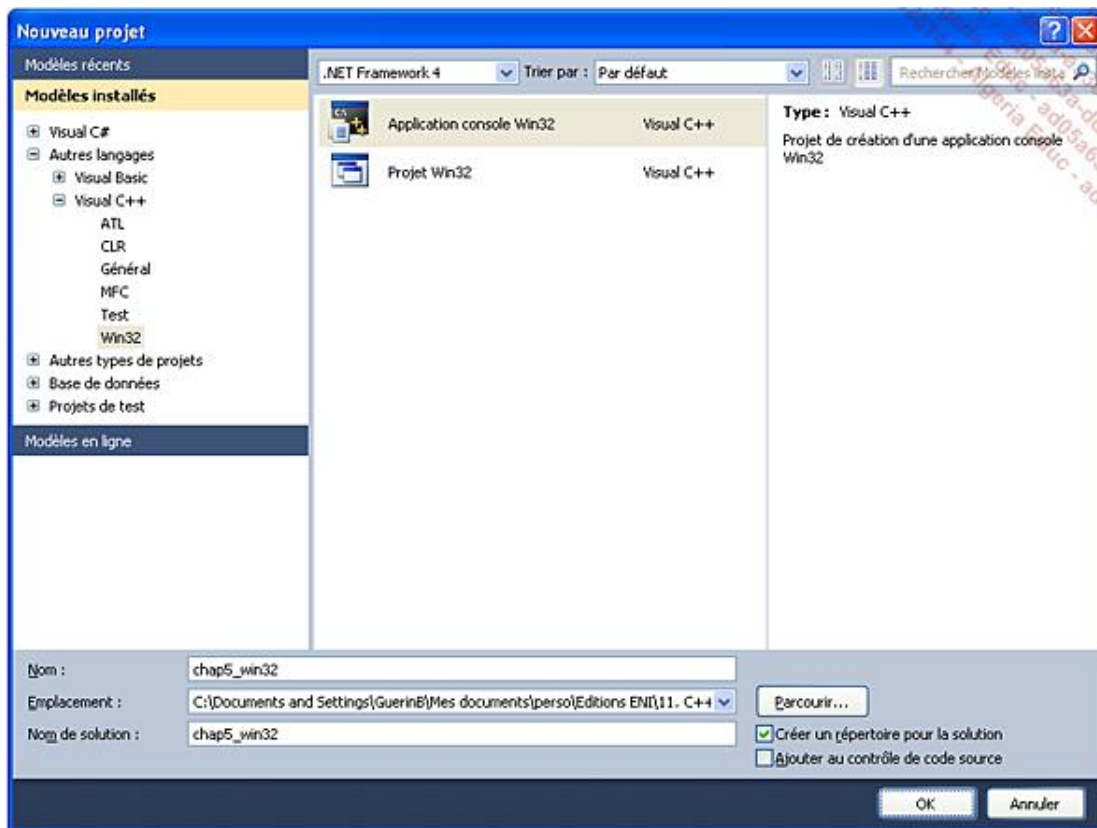 Nouveau projet
Modèles récents
.NET Framework 4
Trier par :
Par défaut
Rechercher Modèles insta
Modèles installés
Visual C#
Autres langages
Visual Basic
Visual C++
ATL
CLR
Général
MFC
Test
Win32
Autres types de projets
Base de données
Projets de test
Modèles en ligne
Application console Win32
Visual C++
Projet Win32
Visual C++
Type : Visual C++
Projet de création d'une application console
Win32
Nom :
chap5_win32
Emplacement :
C:\Documents and Settings\GuerinB\Mes documents\perso\Editions ENI\11. C++
Parcourir...
Nom de solution :
chap5_win32
Créer un répertoire pour la solution
Ajouter au contrôle de code source
OK
Annuler